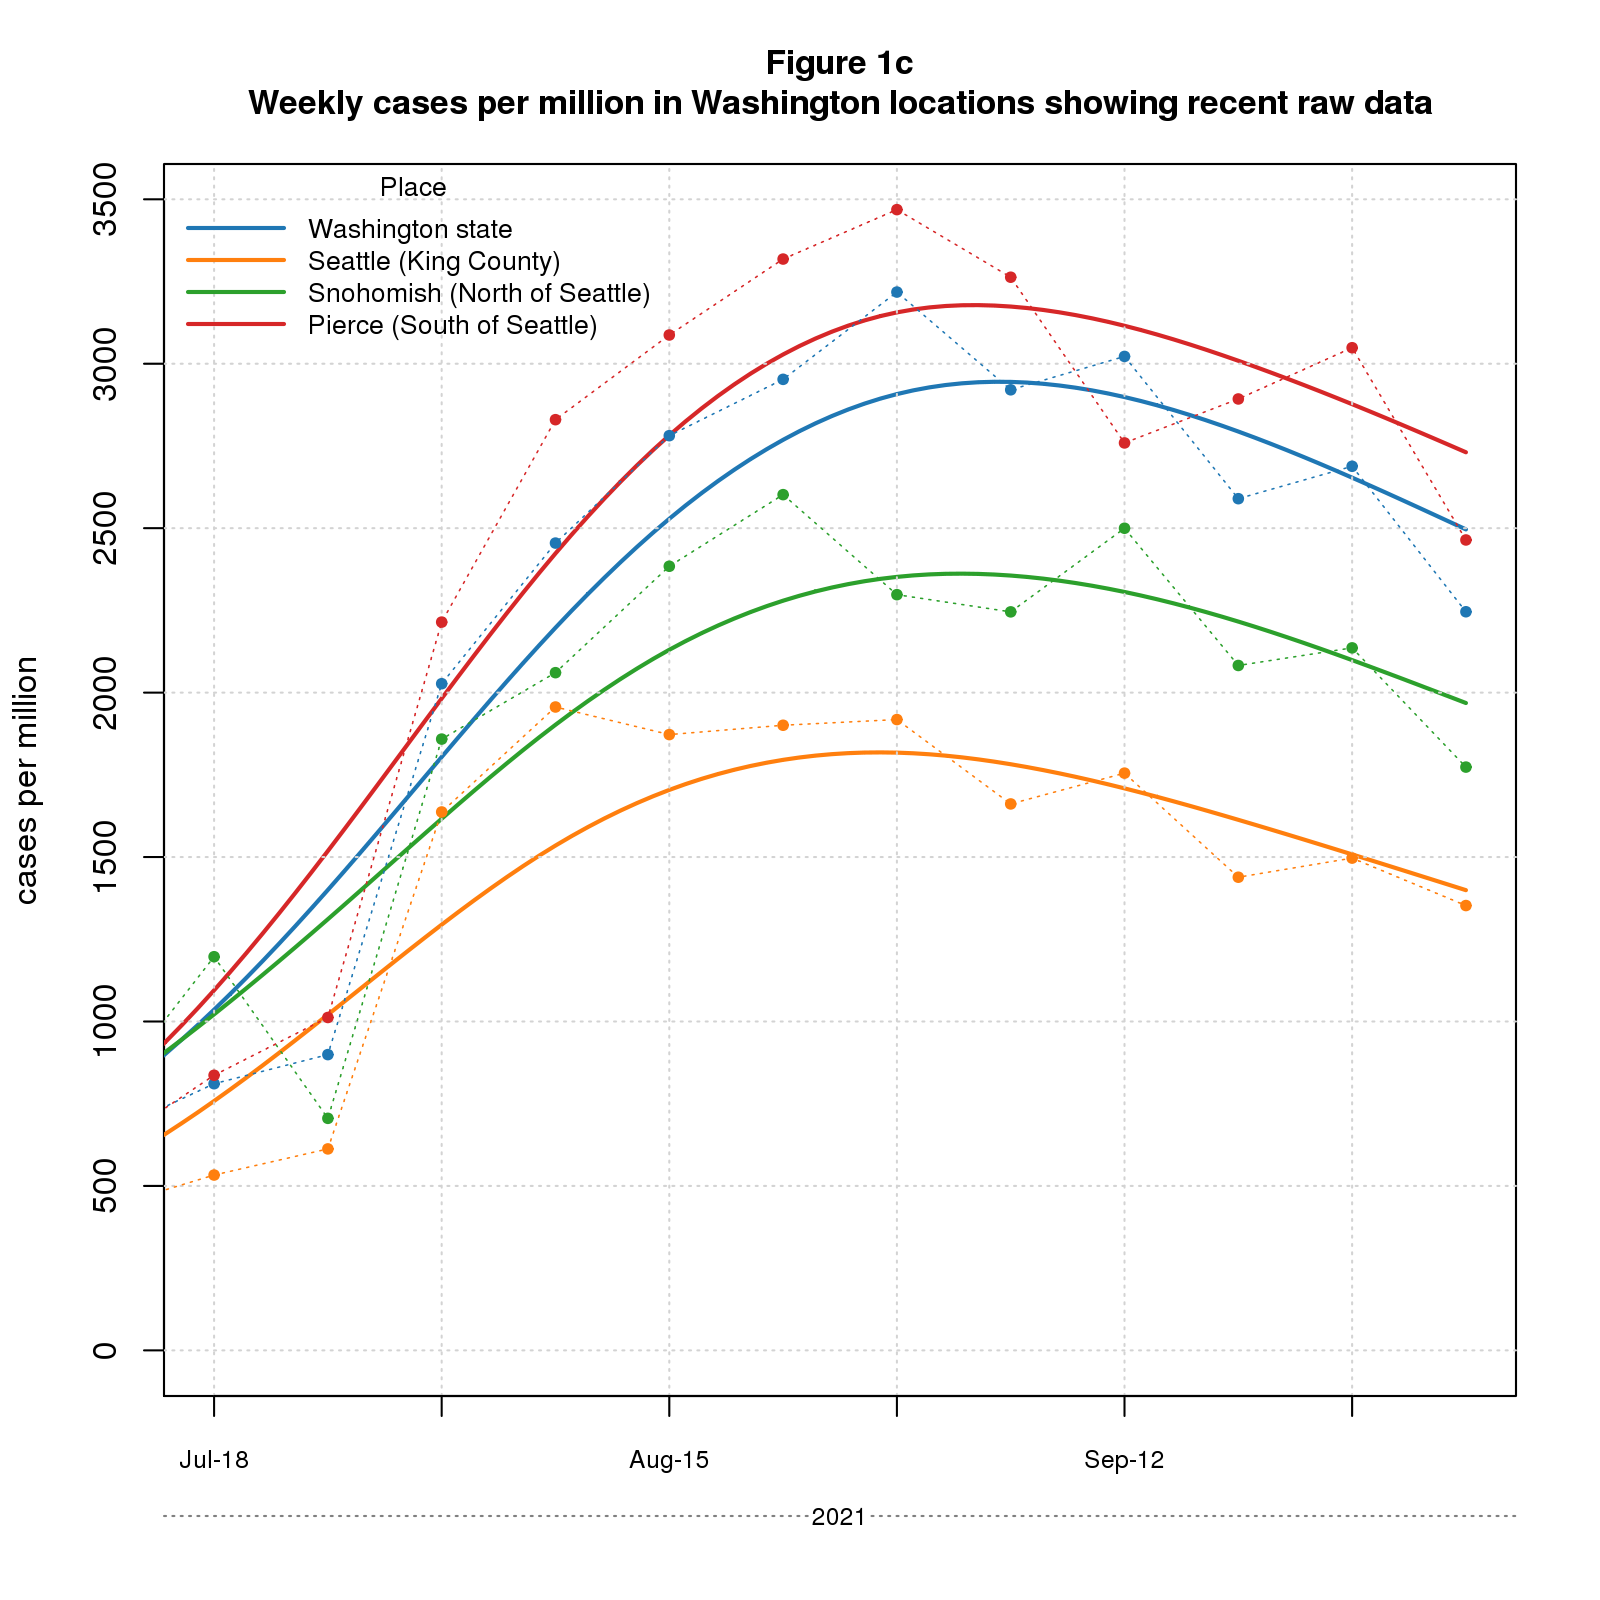 Figure 1c
Weekly cases per million in Washington locations showing recent raw data
Place
Washington state
Seattle (King County)
Snohomish (North of Seattle)
Pierce (South of Seattle)
cases per million
3500
3000
2500
2000
1500
1000
500
0
Jul-18 Aug-15 Sep-12
2021